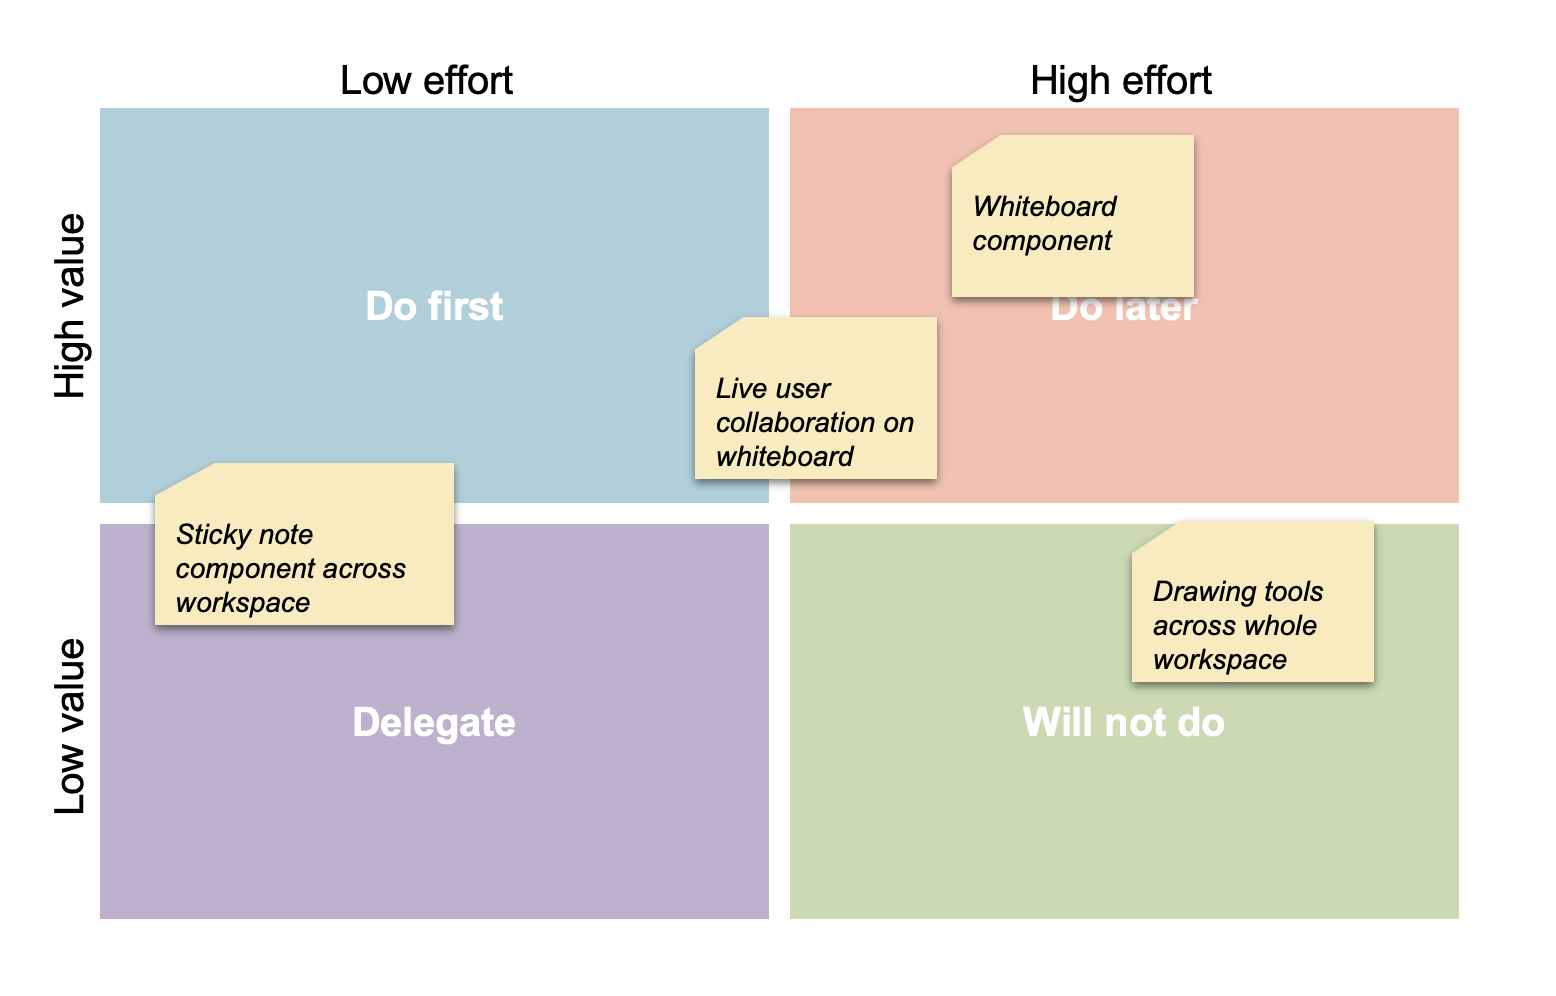 Low effort
High effort
High value
Do first
Whiteboard
component
Do later
Live user
collaboration on
whiteboard
Low value
Sticky note
component across
workspace
Delegate
Drawing tools
across whole
workspace
Will not do